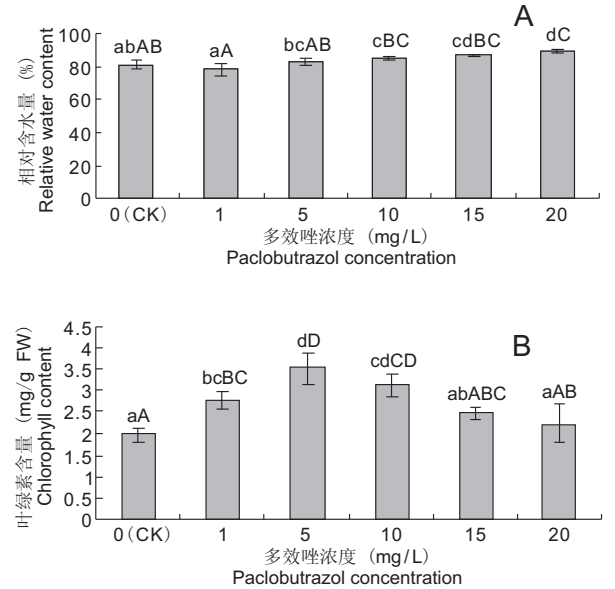 A
相对含水量 (%)
Relative water content
100
80
60
40
20
0
abAB
aA
bcAB
cBC
cdBC
dC
0(CK)
1
5
10
15
20
多效唑浓度 (mg/L)
Paclobutrazol concentration
B
叶绿素含量 (mg/g FW)
Chlorophyll content
4.5
4
3.5
3
2.5
2
1.5
1
0.5
0
aA
bcBC
dD
cdCD
abABC
aAB
0(CK)
1
5
10
15
20
多效唑浓度 (mg/L)
Paclobutrazol concentration